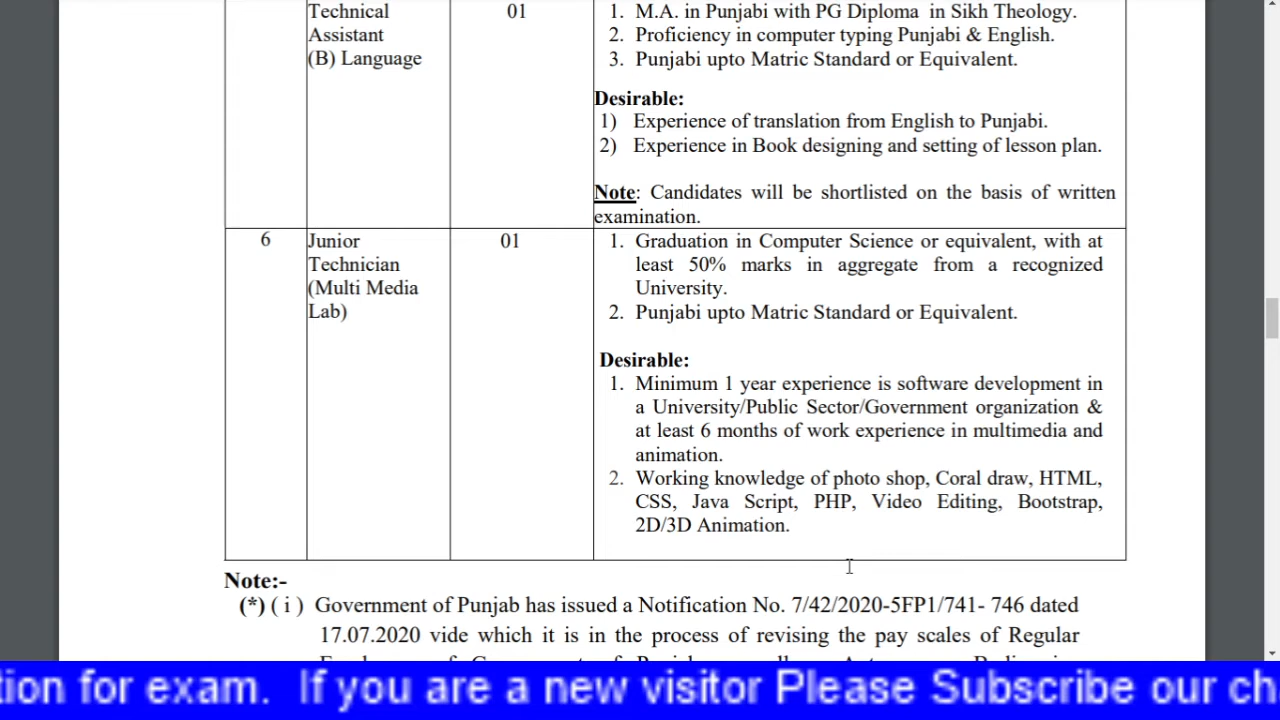 Technical
Assistant
(B) Language
01
1. M.A. in Punjabi with PG Diploma in Sikh Theology.
2. Proficiency in computer typing Punjabi & English.
3. Punjabi upto Matric Standard or Equivalent.
Desirable:
1) Experience of translation from English to Punjabi.
2) Experience in Book designing and setting of lesson plan.
Note: Candidates will be shortlisted on the basis of written
examination.
6
Junior
Technician
(Multi Media
Lab)
01
1. Graduation in Computer Science or equivalent, with at
least 50% marks in aggregate from a recognized
University.
2. Punjabi upto Matric Standard or Equivalent.
Desirable:
1. Minimum 1 year experience is software development in
a University/Public Sector/Government organization &
at least 6 months of work experience in multimedia and
animation.
2. Working knowledge of photo shop, Coral draw, HTML,
CSS, Java Script, PHP, Video Editing, Bootstrap,
2D/3D Animation.
Note:-
(*) ( i ) Government of Punjab has issued a Notification No. 7/42/2020-5FP1/741- 746 dated
17.07.2020 vide which it is in the process of revising the pay scales of Regular
tion for exam. If you are a new visitor Please Subscribe our ch